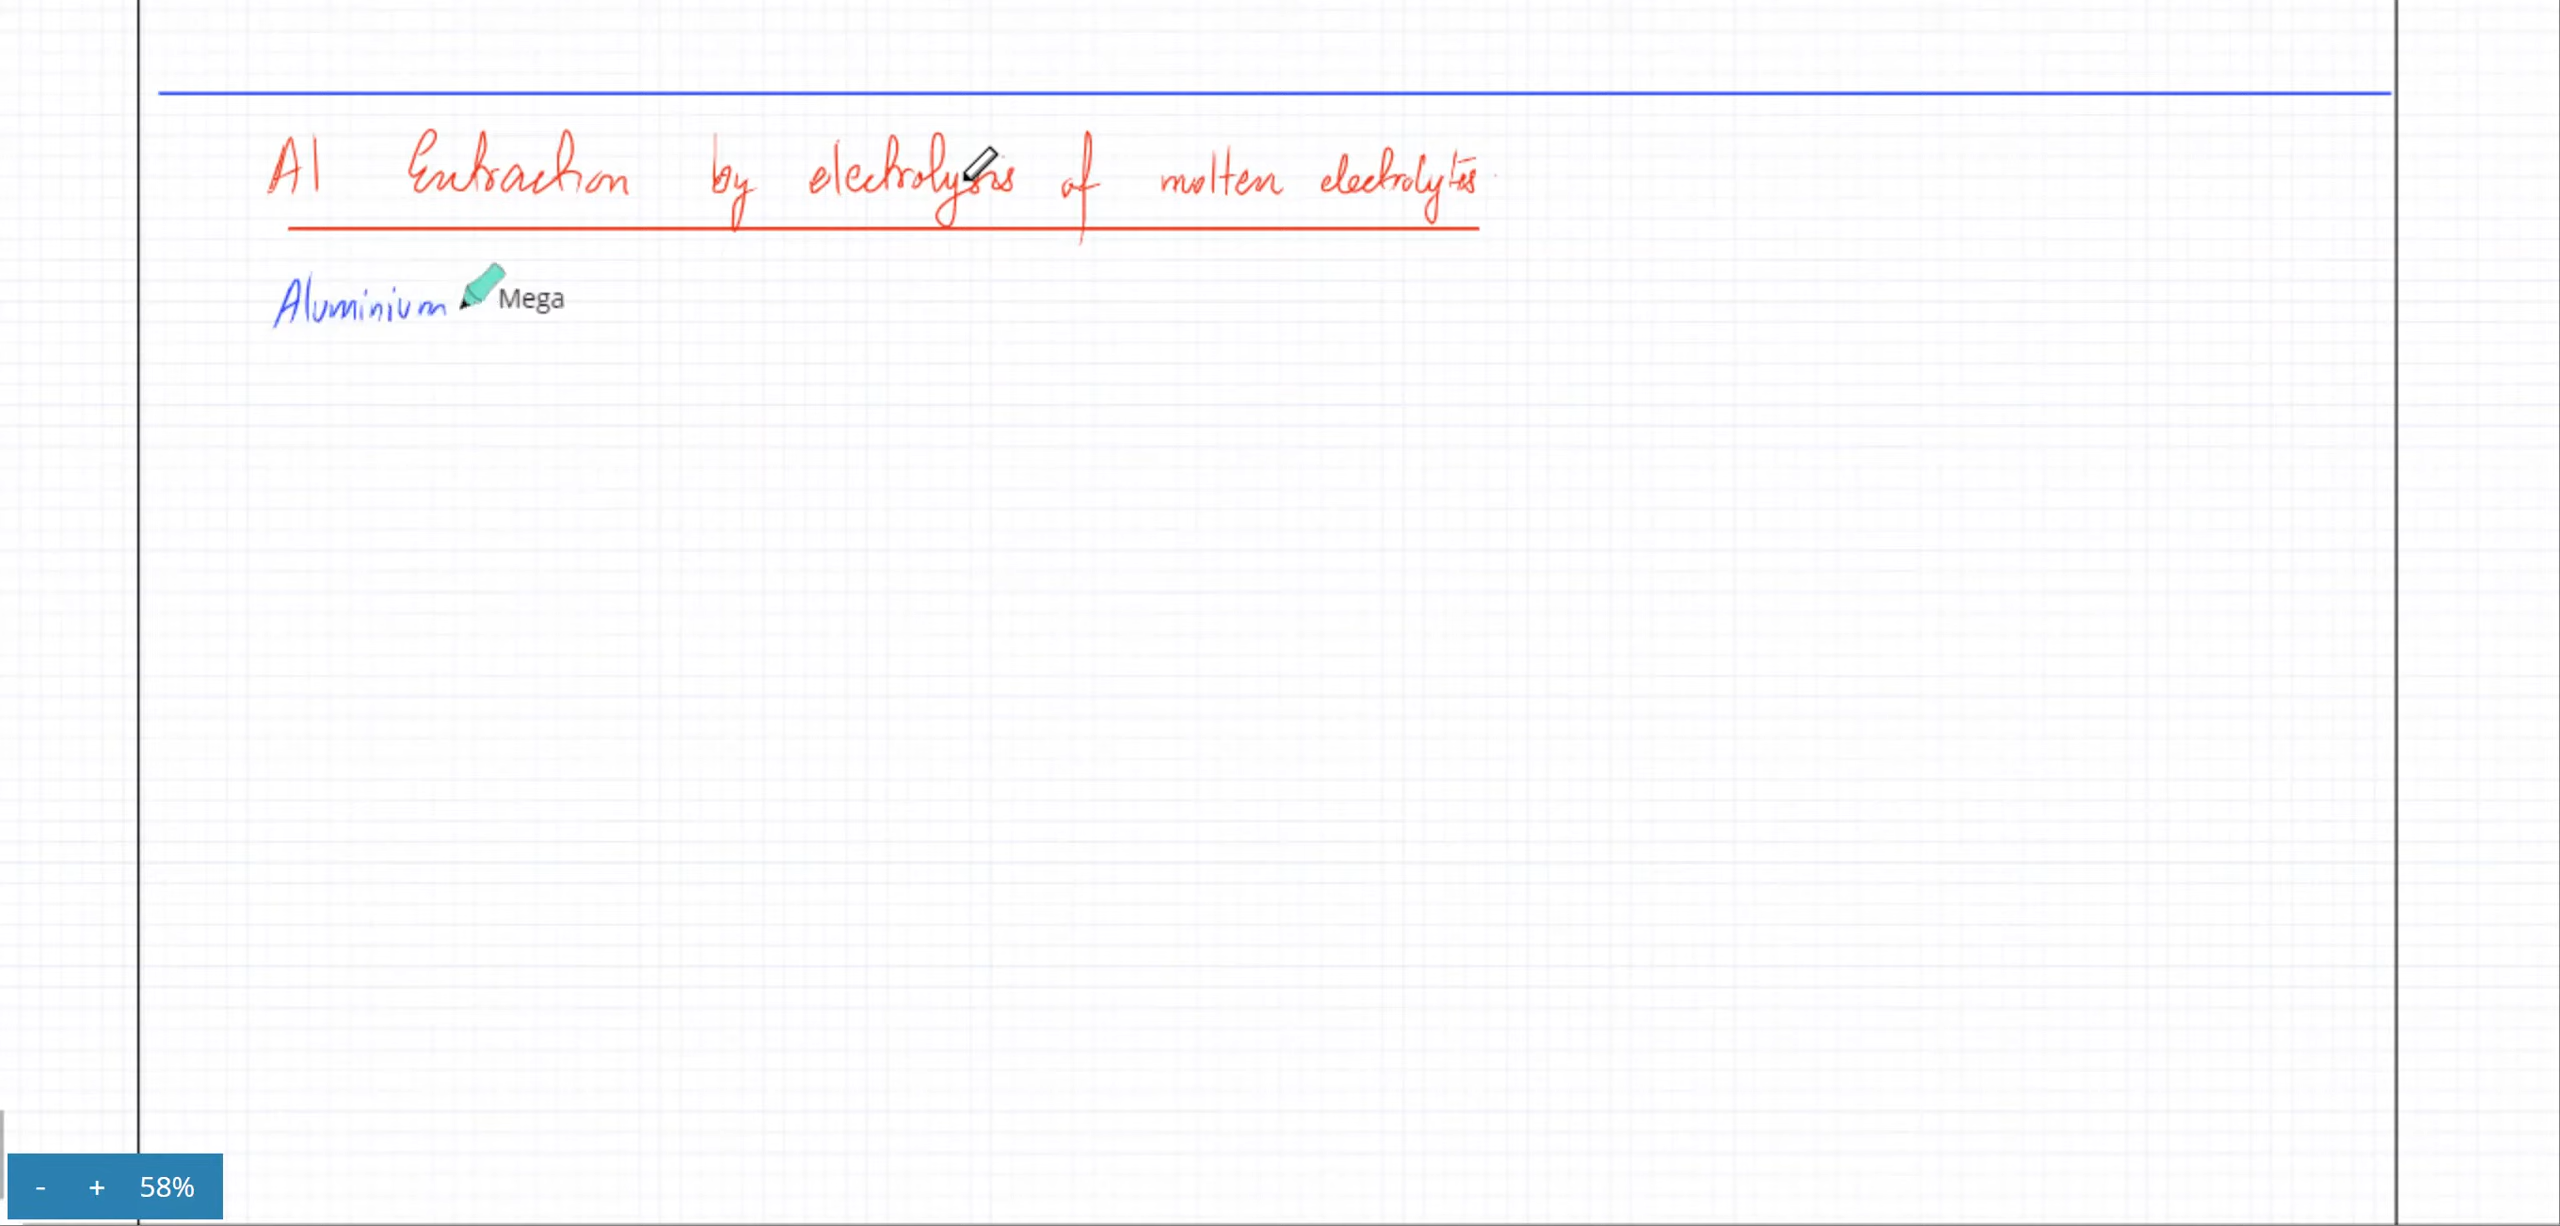 Al Extraction by electrolysis of molten electrolytes
Aluminium Mega
- + 58%